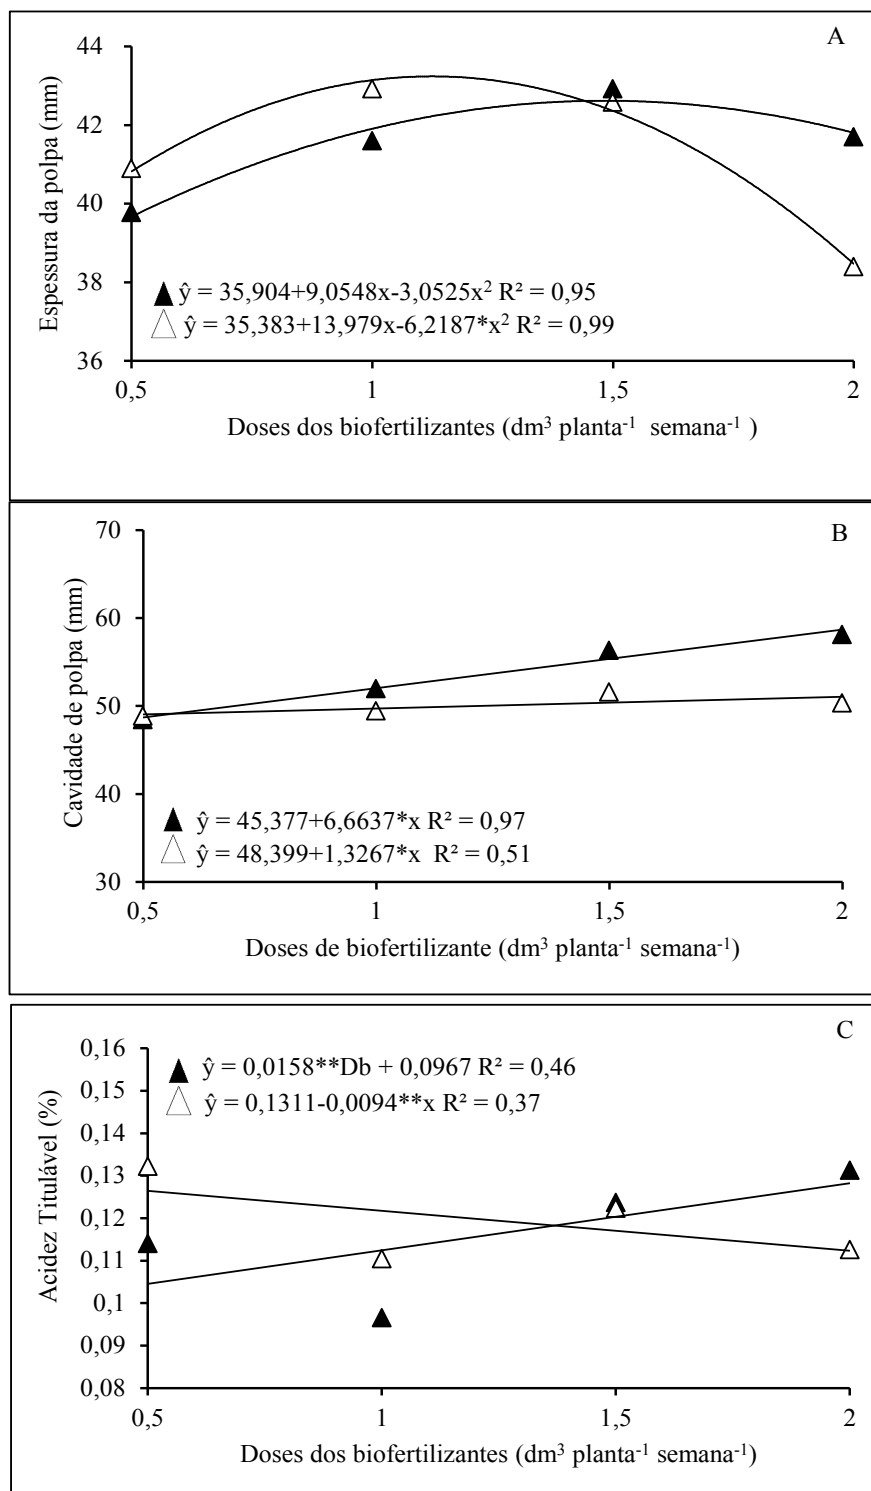 A
44
42
40
38
36
Espessura da polpa (mm)
ŷ = 35,904+9,0548x-3,0525x² R² = 0,95
ŷ = 35,383+13,979x-6,2187*x² R² = 0,99
0,5 1 1,5 2
Doses dos biofertilizantes (dm³ planta⁻¹ semana⁻¹ )
B
70
60
50
40
30
Cavidade de polpa (mm)
ŷ = 45,377+6,6637*x R² = 0,97
ŷ = 48,399+1,3267*x R² = 0,51
0,5 1 1,5 2
Doses de biofertilizante (dm³ planta⁻¹ semana⁻¹)
C
0,16
0,15
0,14
0,13
0,12
0,11
0,1
0,09
0,08
Acidez Titulável (%)
ŷ = 0,0158**Db + 0,0967 R² = 0,46
ŷ = 0,1311-0,0094**x R² = 0,37
0,5 1 1,5 2
Doses dos biofertilizantes (dm³ planta⁻¹ semana⁻¹)